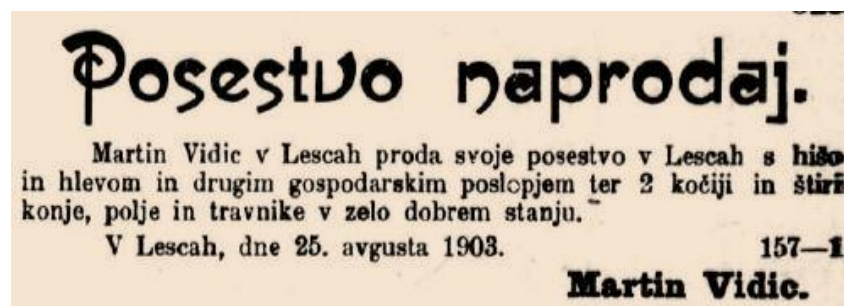 Posestvo naprodaj.
Martin Vidic v Lescah proda svoje posestvo v Lescah s hišo
in hlevom in drugim gospodarskim poslopjem ter 2 kočiji in štiri
konje, polje in travnike v zelo dobrem stanju.
V Lescah, dne 25. avgusta 1903. 157—1
Martin Vidic.